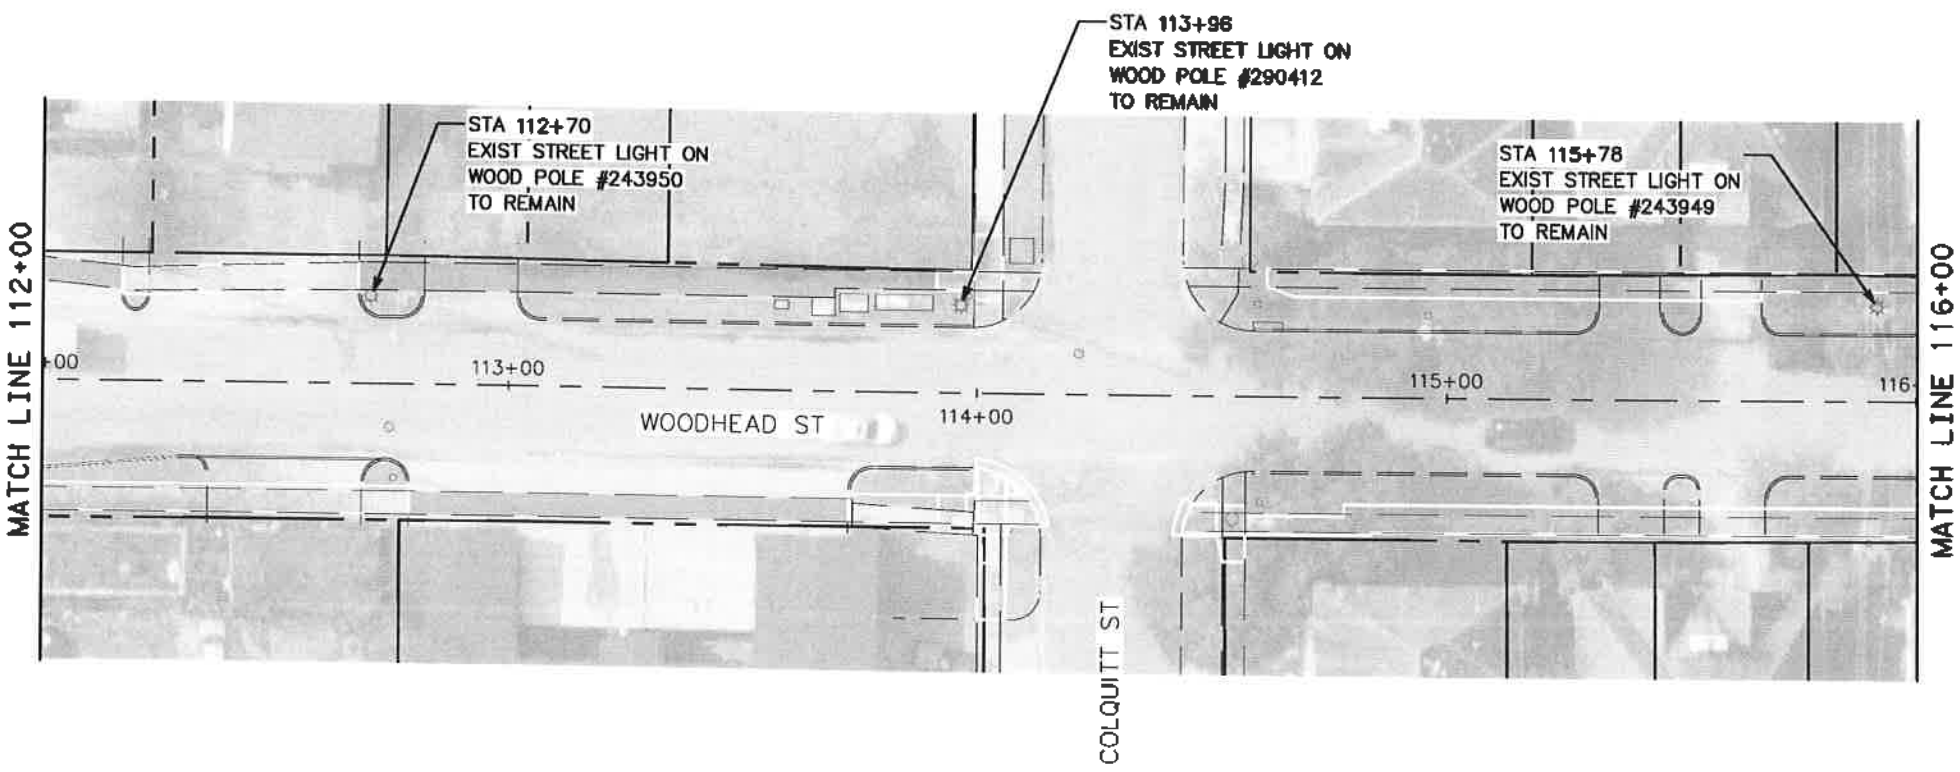 STA 113+96
EXIST STREET LIGHT ON
WOOD POLE #290412
TO REMAIN
STA 112+70
EXIST STREET LIGHT ON
WOOD POLE #243950
TO REMAIN
STA 115+78
EXIST STREET LIGHT ON
WOOD POLE #243949
TO REMAIN
MATCH LINE 112+00
MATCH LINE 116+00
+00
113+00
114+00
115+00
116+
WOODHEAD ST
COLQUITT ST